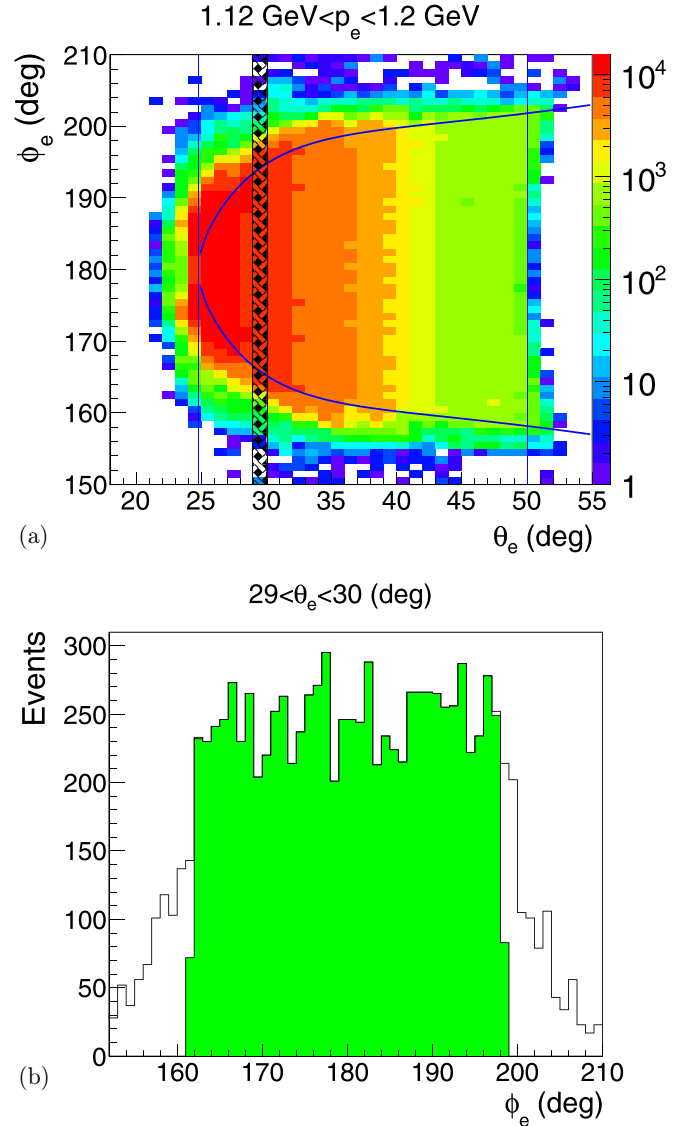 1.12 GeV<p_e<1.2 GeV
ϕ_e (deg)
210
200
190
180
170
160
150
20 25 30 35 40 45 50 55
θ_e (deg)
10^4
10^3
10^2
10
1
(a)
29<θ_e<30 (deg)
Events
300
250
200
150
100
50
0
160 170 180 190 200 210
ϕ_e (deg)
(b)